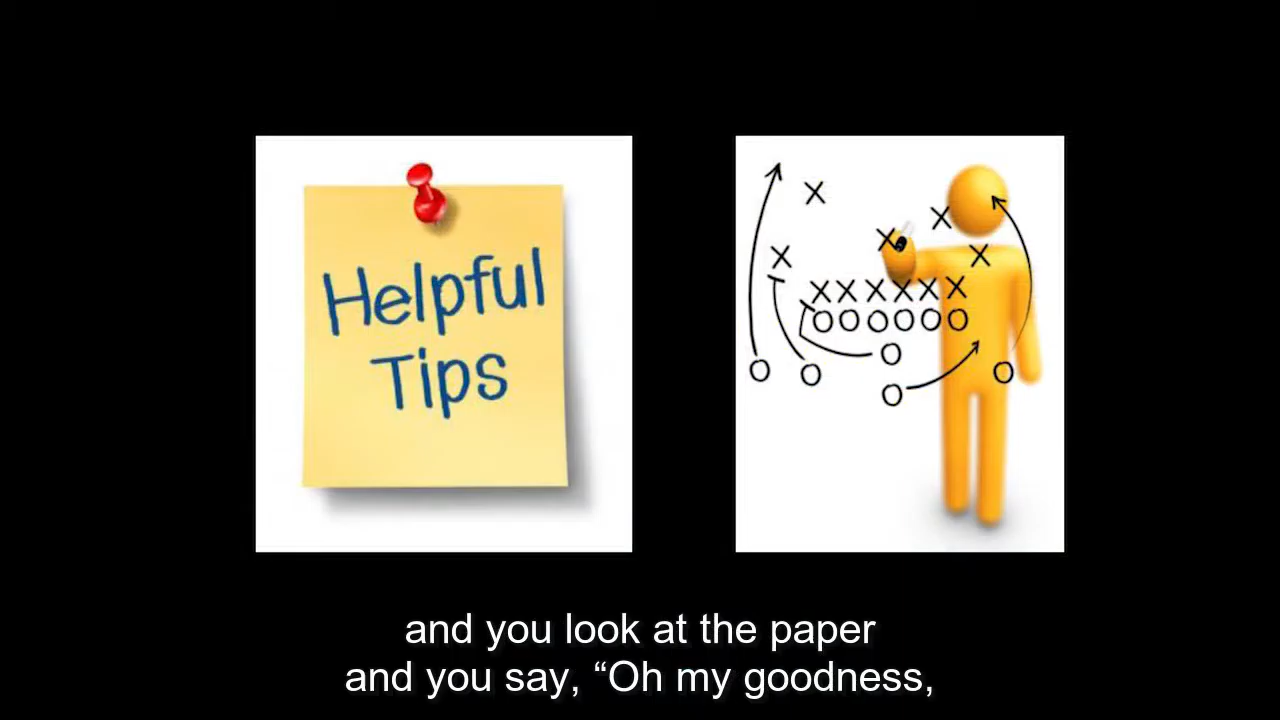 Helpful
Tips
X
X
X
X
X
X X X X X X
O O O O O O
O
O
O
O
O
and you look at the paper
and you say, “Oh my goodness,